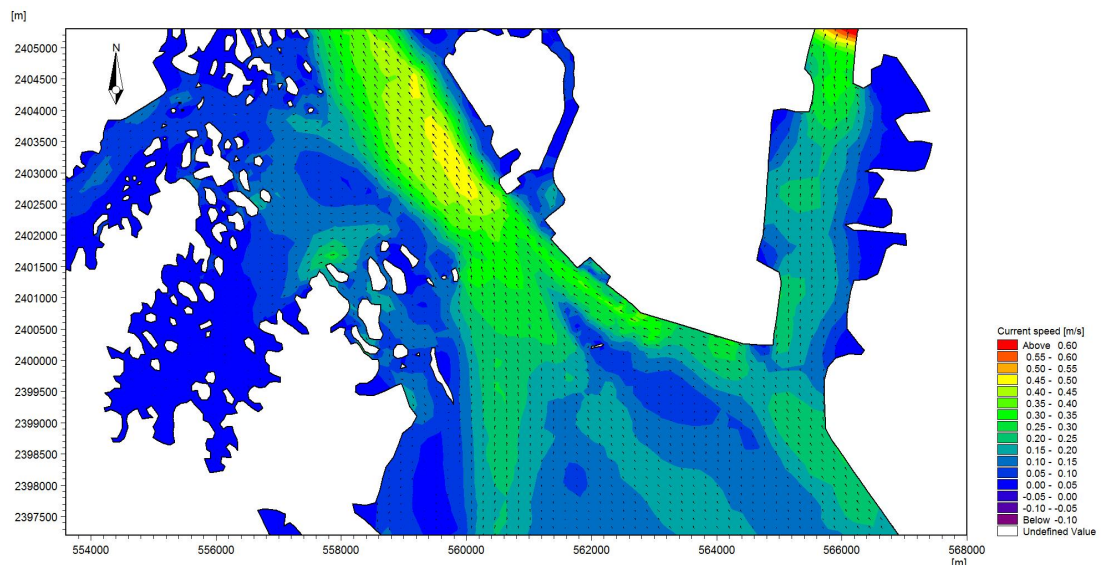 [m]
2405000
N
2404500
2404000
2403500
2403000
2402500
2402000
2401500
2401000
2400500
2400000
2399500
2399000
2398500
2398000
2397500
554000 556000 558000 560000 562000 564000 566000 568000
[m]
Current speed [m/s]
Above 0.60
0.55 - 0.60
0.50 - 0.55
0.45 - 0.50
0.40 - 0.45
0.35 - 0.40
0.30 - 0.35
0.25 - 0.30
0.20 - 0.25
0.15 - 0.20
0.10 - 0.15
0.05 - 0.10
0.00 - 0.05
-0.05 - 0.00
-0.10 - -0.05
Below -0.10
Undefined Value